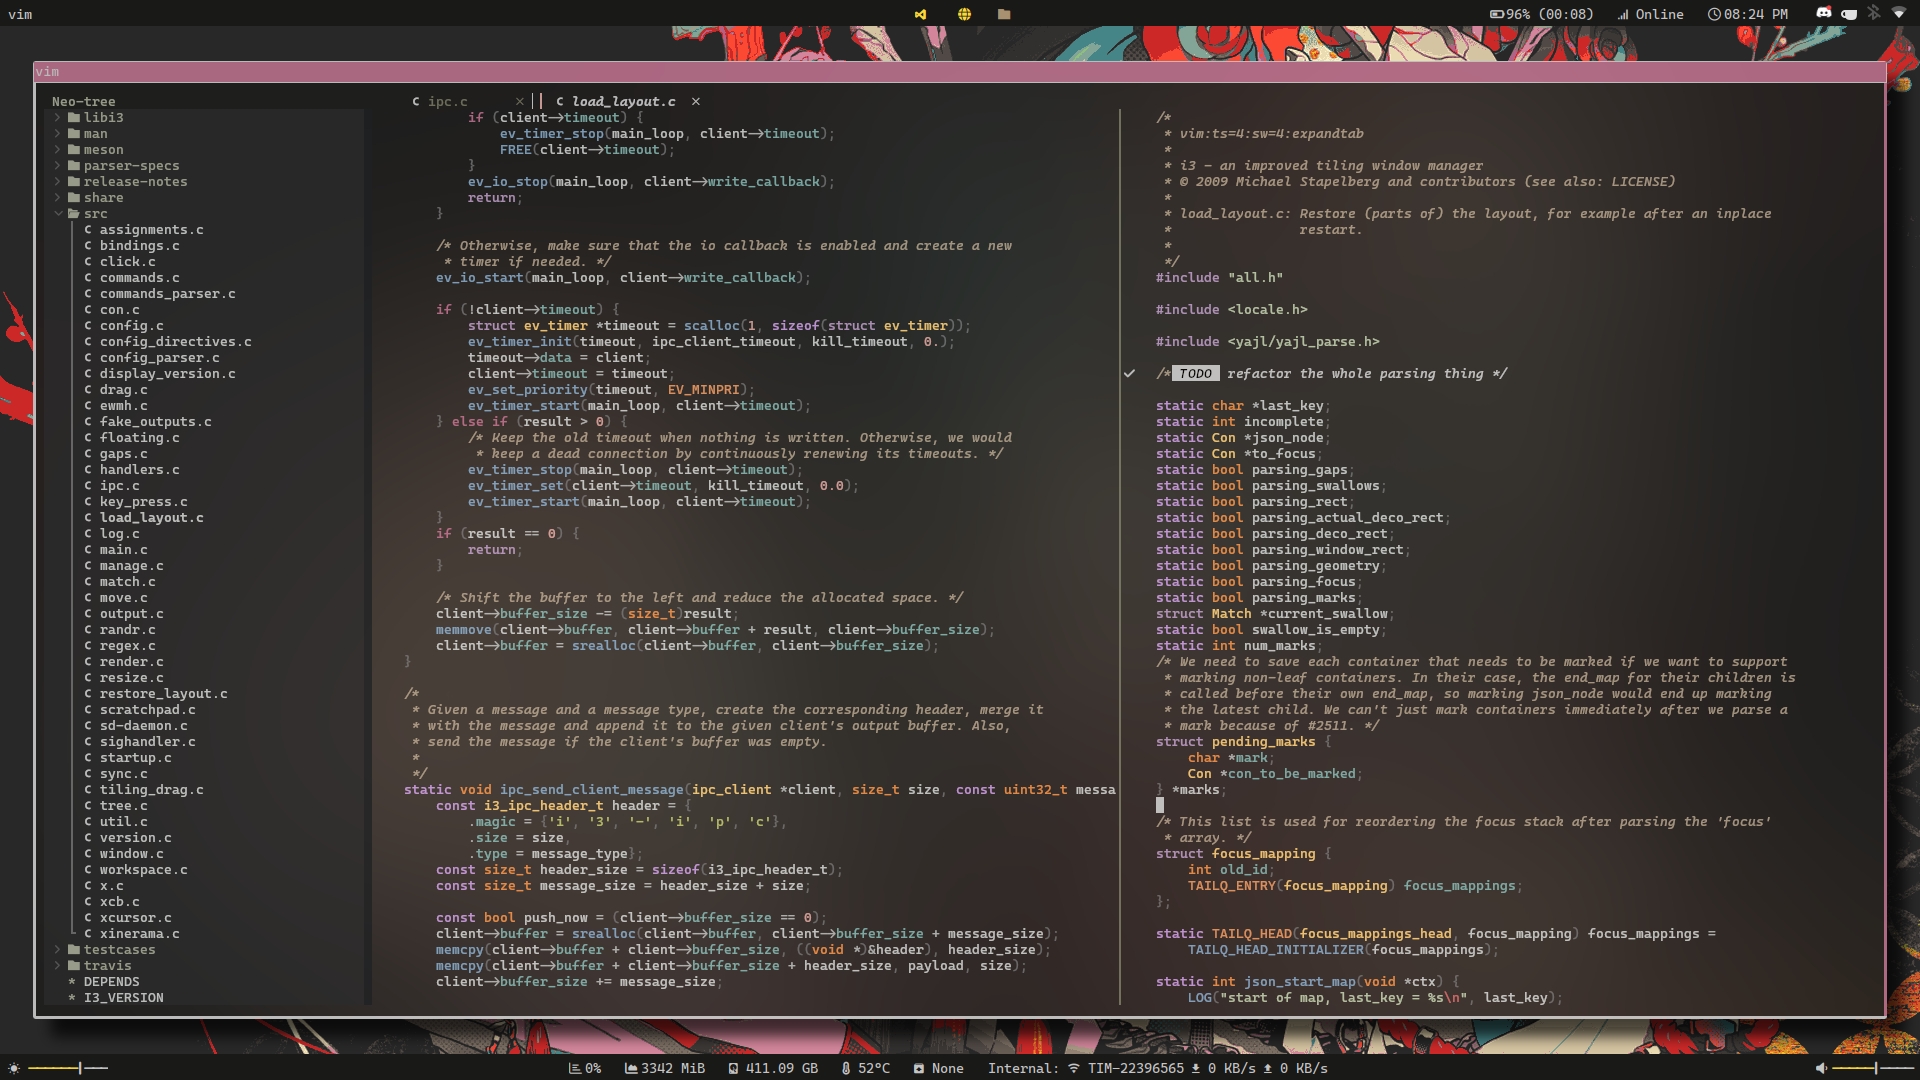 vim
96% (00:08)
Online
08:24 PM
vim
Neo-tree
libi3
man
meson
parser-specs
release-notes
share
src
C assignments.c
C bindings.c
C click.c
C commands.c
C commands_parser.c
C con.c
C config.c
C config_directives.c
C config_parser.c
C display_version.c
C drag.c
C ewmh.c
C fake_outputs.c
C floating.c
C gaps.c
C handlers.c
C ipc.c
C key_press.c
C load_layout.c
C log.c
C main.c
C manage.c
C match.c
C move.c
C output.c
C randr.c
C regex.c
C render.c
C resize.c
C restore_layout.c
C scratchpad.c
C sd-daemon.c
C sighandler.c
C startup.c
C sync.c
C tiling_drag.c
C tree.c
C util.c
C version.c
C window.c
C workspace.c
C x.c
C xcb.c
C xcursor.c
C xinerama.c
testcases
travis
* DEPENDS
* I3_VERSION
C ipc.c ×
C load_layout.c ×
if (client->timeout) {
ev_timer_stop(main_loop, client->timeout);
FREE(client->timeout);
}
ev_io_stop(main_loop, client->write_callback);
return;
}
/* Otherwise, make sure that the io callback is enabled and create a new
* timer if needed. */
ev_io_start(main_loop, client->write_callback);
if (!client->timeout) {
struct ev_timer *timeout = scalloc(1, sizeof(struct ev_timer));
ev_timer_init(timeout, ipc_client_timeout, kill_timeout, 0.);
timeout->data = client;
client->timeout = timeout;
ev_set_priority(timeout, EV_MINPRI);
ev_timer_start(main_loop, client->timeout);
} else if (result > 0) {
/* Keep the old timeout when nothing is written. Otherwise, we would
* keep a dead connection by continuously renewing its timeouts. */
ev_timer_stop(main_loop, client->timeout);
ev_timer_set(client->timeout, kill_timeout, 0.0);
ev_timer_start(main_loop, client->timeout);
}
if (result == 0) {
return;
}
/* Shift the buffer to the left and reduce the allocated space. */
client->buffer_size -= (size_t)result;
memmove(client->buffer, client->buffer + result, client->buffer_size);
client->buffer = srealloc(client->buffer, client->buffer_size);
}
/*
* Given a message and a message type, create the corresponding header, merge it
* with the message and append it to the given client's output buffer. Also,
* send the message if the client's buffer was empty.
*
*/
static void ipc_send_client_message(ipc_client *client, size_t size, const uint32_t messa
const i3_ipc_header_t header = {
.magic = {'i', '3', '-', 'i', 'p', 'c'},
.size = size,
.type = message_type};
const size_t header_size = sizeof(i3_ipc_header_t);
const size_t message_size = header_size + size;
const bool push_now = (client->buffer_size == 0);
client->buffer = srealloc(client->buffer, client->buffer_size + message_size);
memcpy(client->buffer + client->buffer_size, ((void *)&header), header_size);
memcpy(client->buffer + client->buffer_size + header_size, payload, size);
client->buffer_size += message_size;
/*
* vim:ts=4:sw=4:expandtab
*
* i3 - an improved tiling window manager
* © 2009 Michael Stapelberg and contributors (see also: LICENSE)
*
* load_layout.c: Restore (parts of) the layout, for example after an inplace
* restart.
*
*/
#include "all.h"
#include <locale.h>
#include <yajl/yajl_parse.h>
/* TODO refactor the whole parsing thing */
static char *last_key;
static int incomplete;
static Con *json_node;
static Con *to_focus;
static bool parsing_gaps;
static bool parsing_swallows;
static bool parsing_rect;
static bool parsing_actual_deco_rect;
static bool parsing_deco_rect;
static bool parsing_window_rect;
static bool parsing_geometry;
static bool parsing_focus;
static bool parsing_marks;
struct Match *current_swallow;
static bool swallow_is_empty;
static int num_marks;
/* We need to save each container that needs to be marked if we want to support
* marking non-leaf containers. In their case, the end_map for their children is
* called before their own end_map, so marking json_node would end up marking
* the latest child. We can't just mark containers immediately after we parse a
* mark because of #2511. */
struct pending_marks {
char *mark;
Con *con_to_be_marked;
} *marks;
/* This list is used for reordering the focus stack after parsing the 'focus'
* array. */
struct focus_mapping {
int old_id;
TAILQ_ENTRY(focus_mapping) focus_mappings;
};
static TAILQ_HEAD(focus_mappings_head, focus_mapping) focus_mappings =
TAILQ_HEAD_INITIALIZER(focus_mappings);
static int json_start_map(void *ctx) {
LOG("start of map, last_key = %s\n", last_key);
0%
3342 MiB
411.09 GB
52°C
None
Internal: TIM-22396565 0 KB/s 0 KB/s